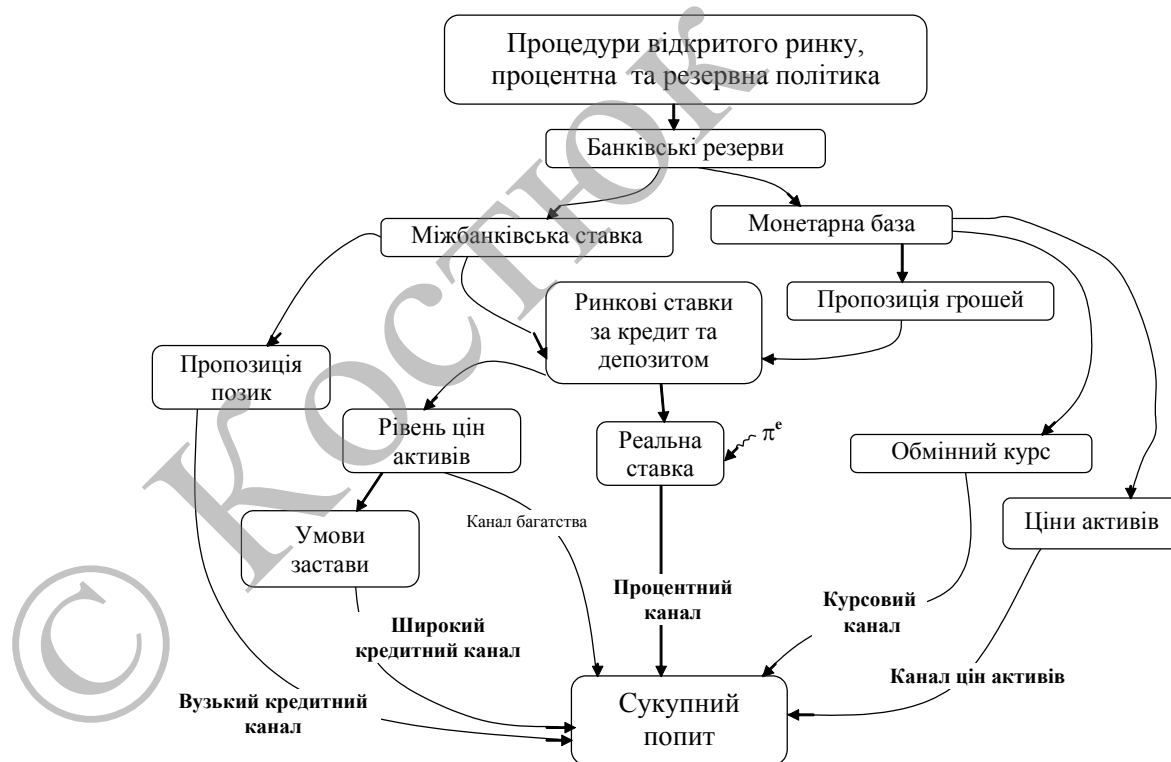 Процедури відкритого ринку,
процентна та резервна політика
Банківські резерви
Міжбанківська ставка
Монетарна база
Ринкові ставки
за кредит та
депозитом
Пропозиція грошей
Пропозиція
позик
Рівень цін
активів
Реальна
ставка
πᵉ
Обмінний курс
Ціни активів
Умови
застави
Канал багатства
Процентний
канал
Курсовий
канал
Широкий
кредитний канал
Канал цін активів
Вузький кредитний
канал
Сукупний
попит
© Костюк